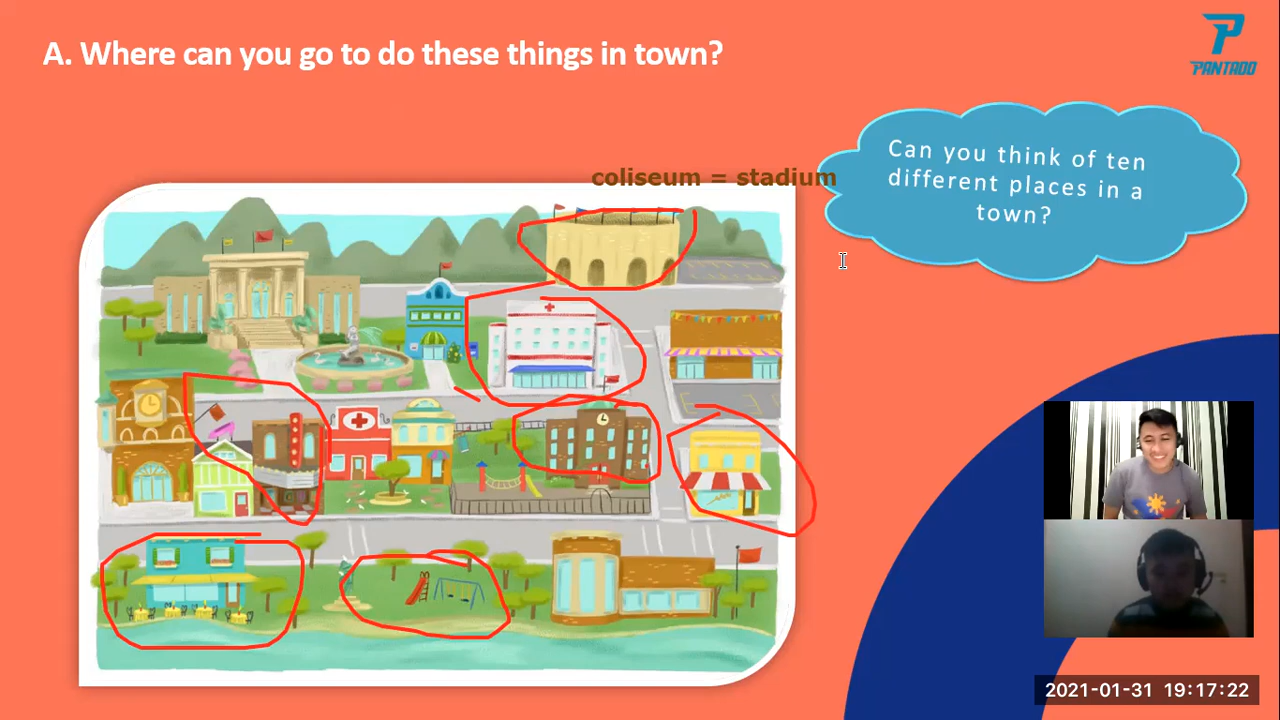 A. Where can you go to do these things in town?
PANTADO
coliseum = stadium
Can you think of ten
different places in a
town?
2021-01-31 19:17:22